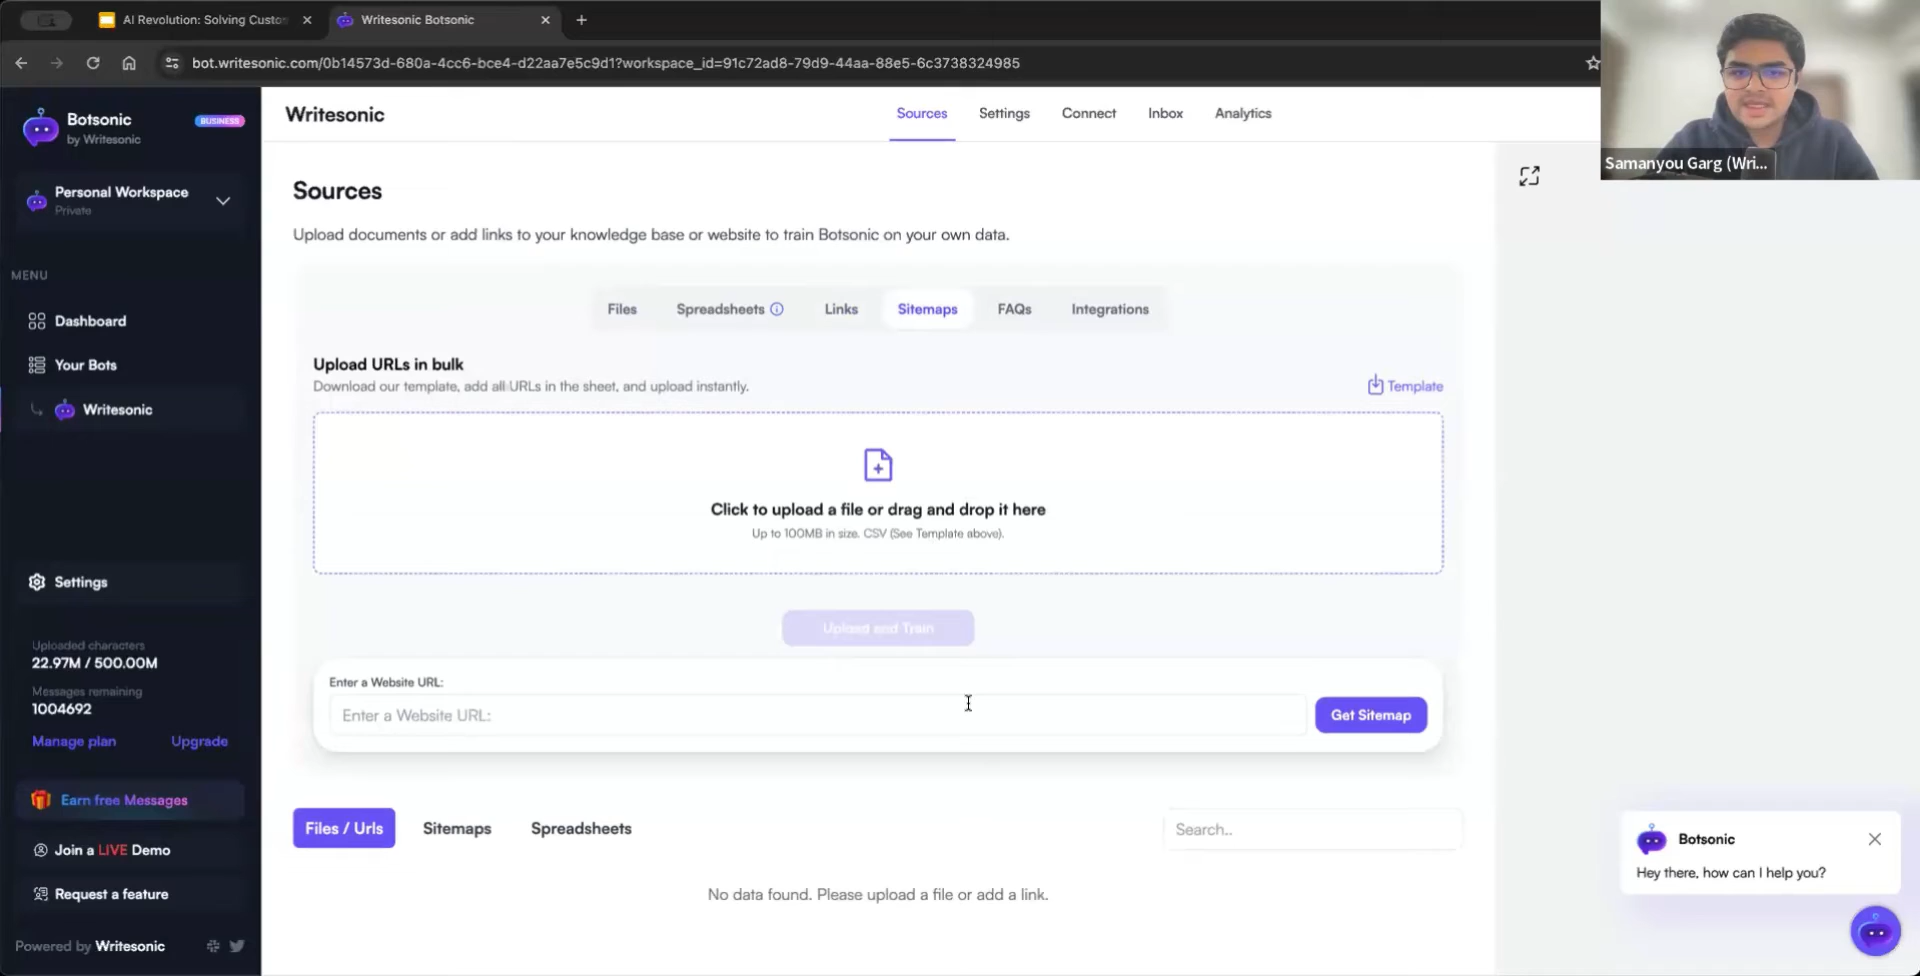 AI Revolution: Solving Custo
Writesonic Botsonic
bot.writesonic.com/0b14573d-680a-4cc6-bce4-d22aa7e5c9d1?workspace_id=91c72ad8-79d9-44aa-88e5-6c3738324985
Samanyou Garg (Wri...
Botsonic
by Writesonic
BUSINESS
Personal Workspace
Private
MENU
Dashboard
Your Bots
Writesonic
Settings
Uploaded characters
22.97M / 500.00M
Messages remaining
1004692
Manage plan
Upgrade
Earn free Messages
Join a LIVE Demo
Request a feature
Powered by Writesonic
Writesonic
Sources
Settings
Connect
Inbox
Analytics
Sources
Upload documents or add links to your knowledge base or website to train Botsonic on your own data.
Files
Spreadsheets
Links
Sitemaps
FAQs
Integrations
Upload URLs in bulk
Download our template, add all URLs in the sheet, and upload instantly.
Template
Click to upload a file or drag and drop it here
Up to 100MB in size. CSV (See Template above).
Upload and Train
Enter a Website URL:
Enter a Website URL:
Get Sitemap
Files / Urls
Sitemaps
Spreadsheets
Search..
No data found. Please upload a file or add a link.
Botsonic
Hey there, how can I help you?